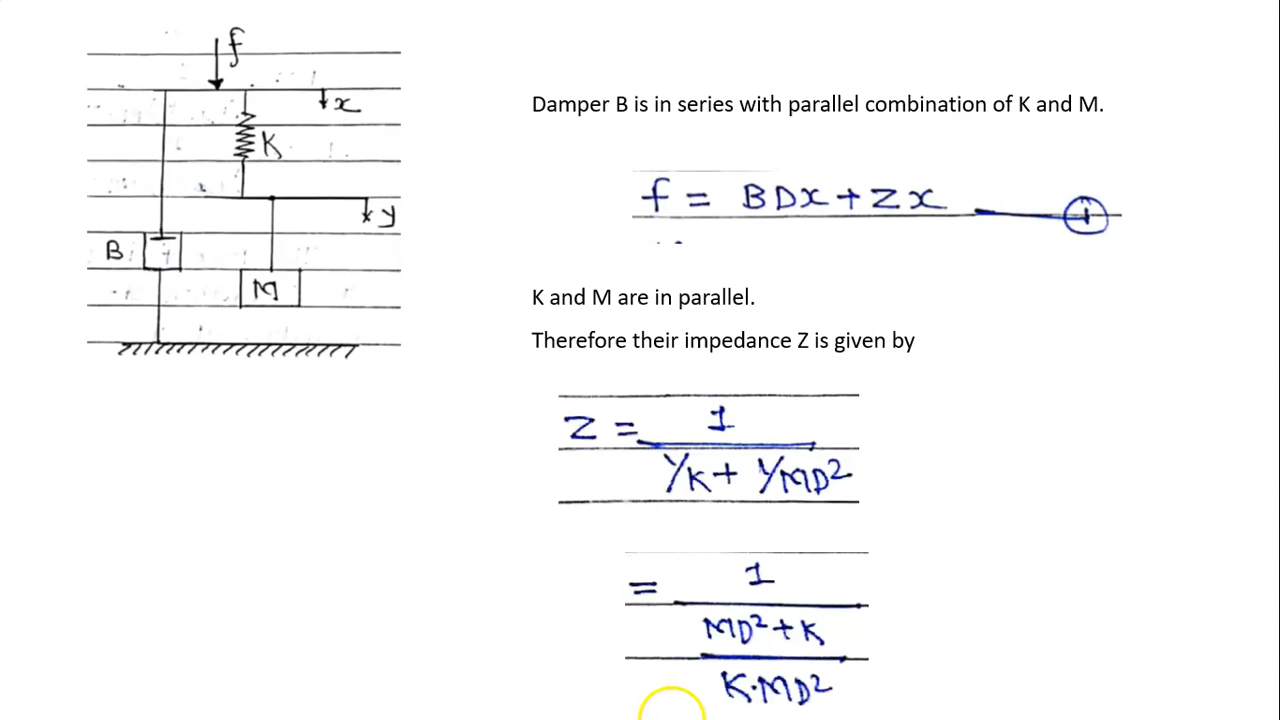 f
x
K
y
B
M
Damper B is in series with parallel combination of K and M.
f = BDx + Zx ——— 1
K and M are in parallel.
Therefore their impedance Z is given by
Z = 1
1/K + 1/MD²
= 1
MD² + K
K·MD²